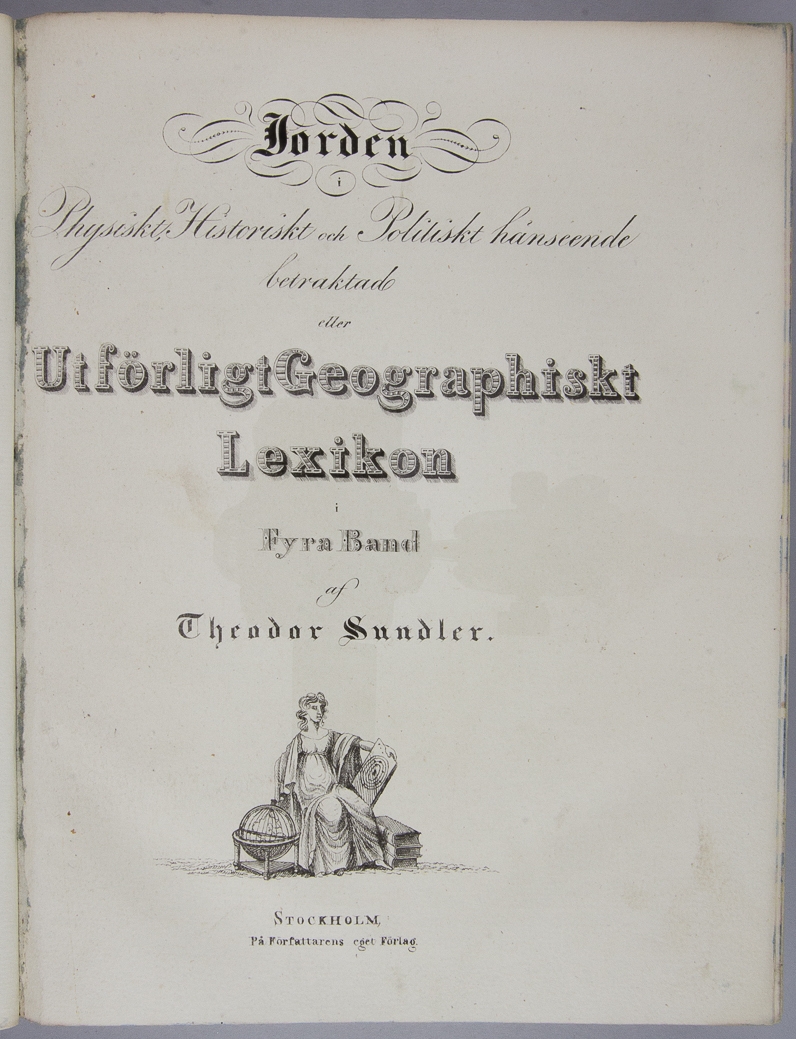 Jorden
i
Physiskt, Historiskt och Politiskt hänseende
betraktad
eller
Utförligt Geographiskt
Lexikon
i
Fyra Band
af
Theodor Sundler.
STOCKHOLM,
På Författarens eget Förlag.